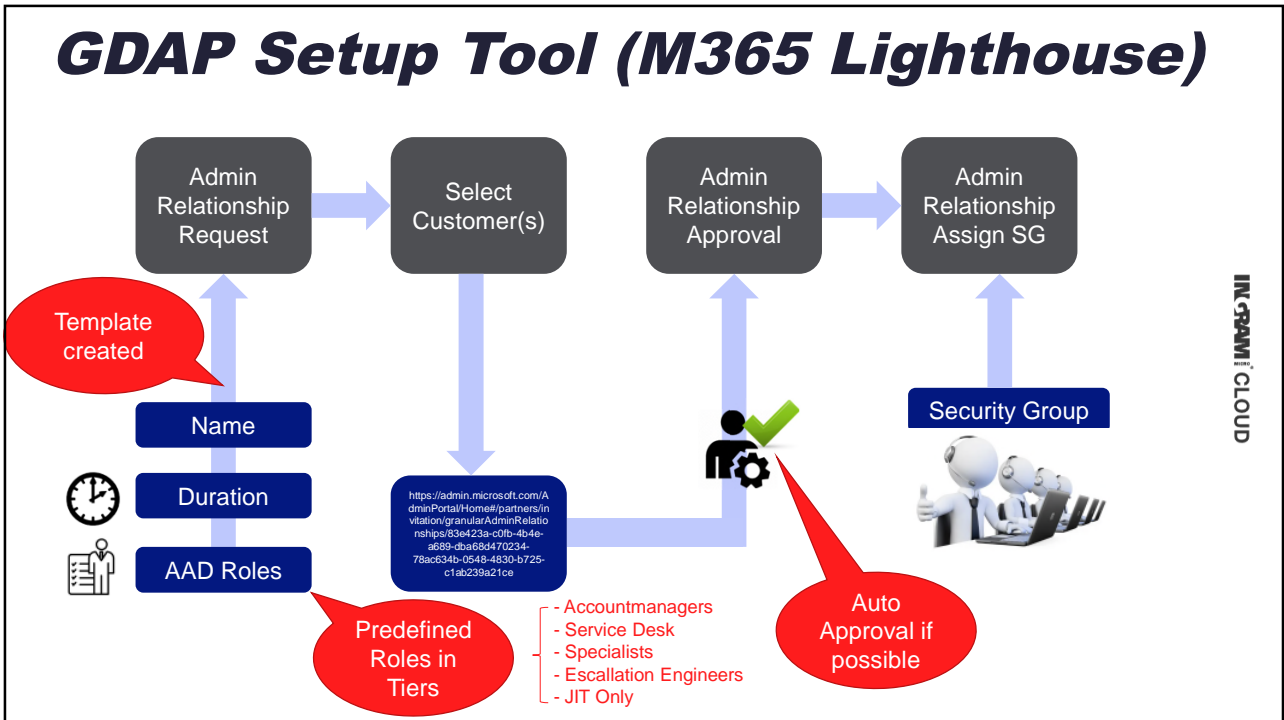 GDAP Setup Tool (M365 Lighthouse)
Admin
Relationship
Request
Select
Customer(s)
Admin
Relationship
Approval
Admin
Relationship
Assign SG
Template
created
Name
Duration
AAD Roles
https://admin.microsoft.com/A
dminPortal/Home#/partners/in
vitation/granularAdminRelatio
nships/83e423a-c0fb-4b4e-
a689-dba68d470234-
78ac634b-0548-4830-b725-
c1ab239a21ce
Security Group
Predefined
Roles in
Tiers
- Accountmanagers
- Service Desk
- Specialists
- Escallation Engineers
- JIT Only
Auto
Approval if
possible
INGRAM MICRO CLOUD